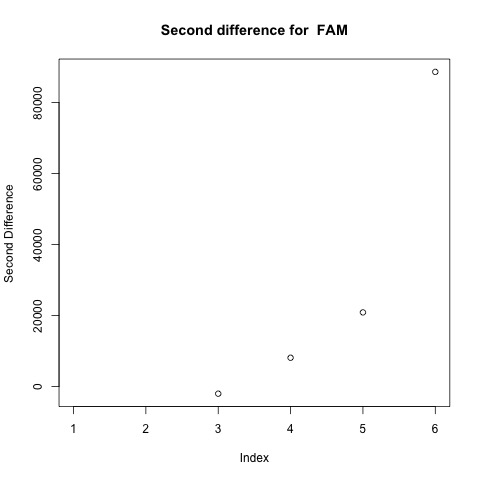 Second difference for  FAM
Second Difference
80000
60000
40000
20000
0
1 2 3 4 5 6
Index